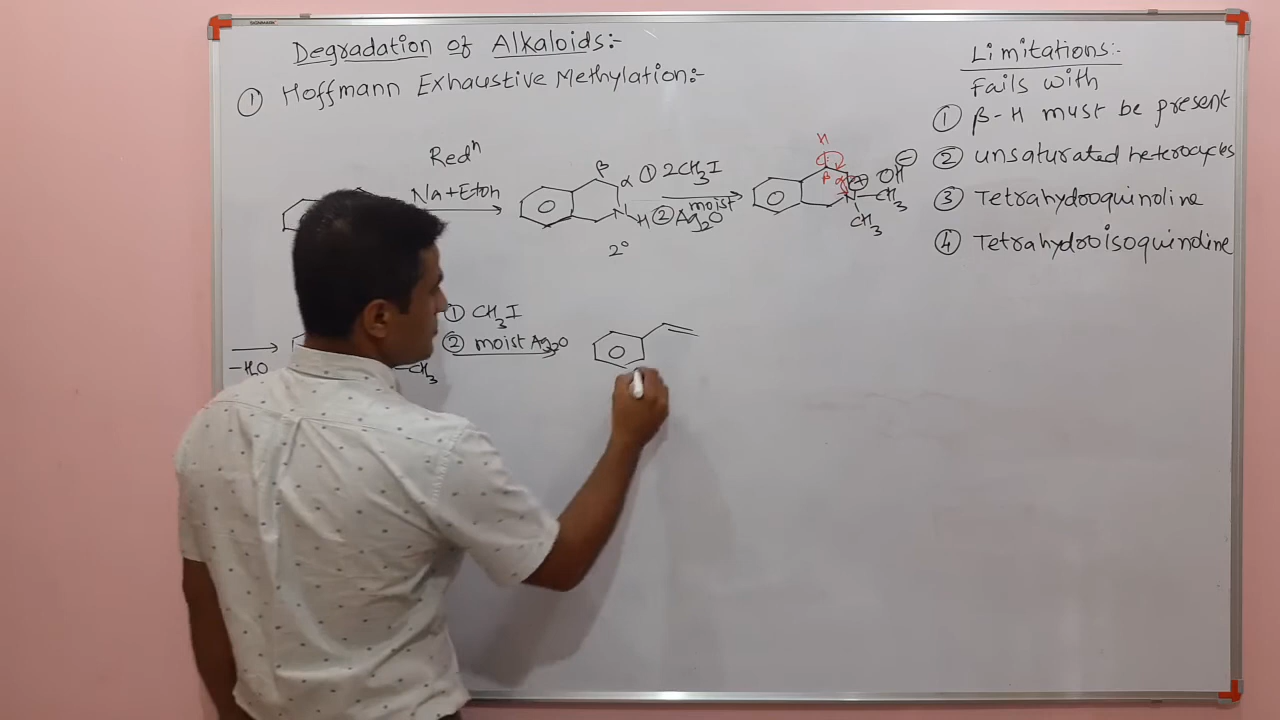 Degradation of Alkaloids:-
① Hoffmann Exhaustive Methylation:-
Limitations:-
Fails with
① β-H must be present
② unsaturated heterocycles
③ Tetrahydroquinoline
④ Tetrahydroisoquinoline
Redⁿ
Na+EtoH
β
α
N
H
2°
① 2CH₃I
② moist Ag₂O
H
β
α
N
⊕
OH⊖
CH₃
CH₃
-H₂O
CH₃
① CH₃I
② moist Ag₂O